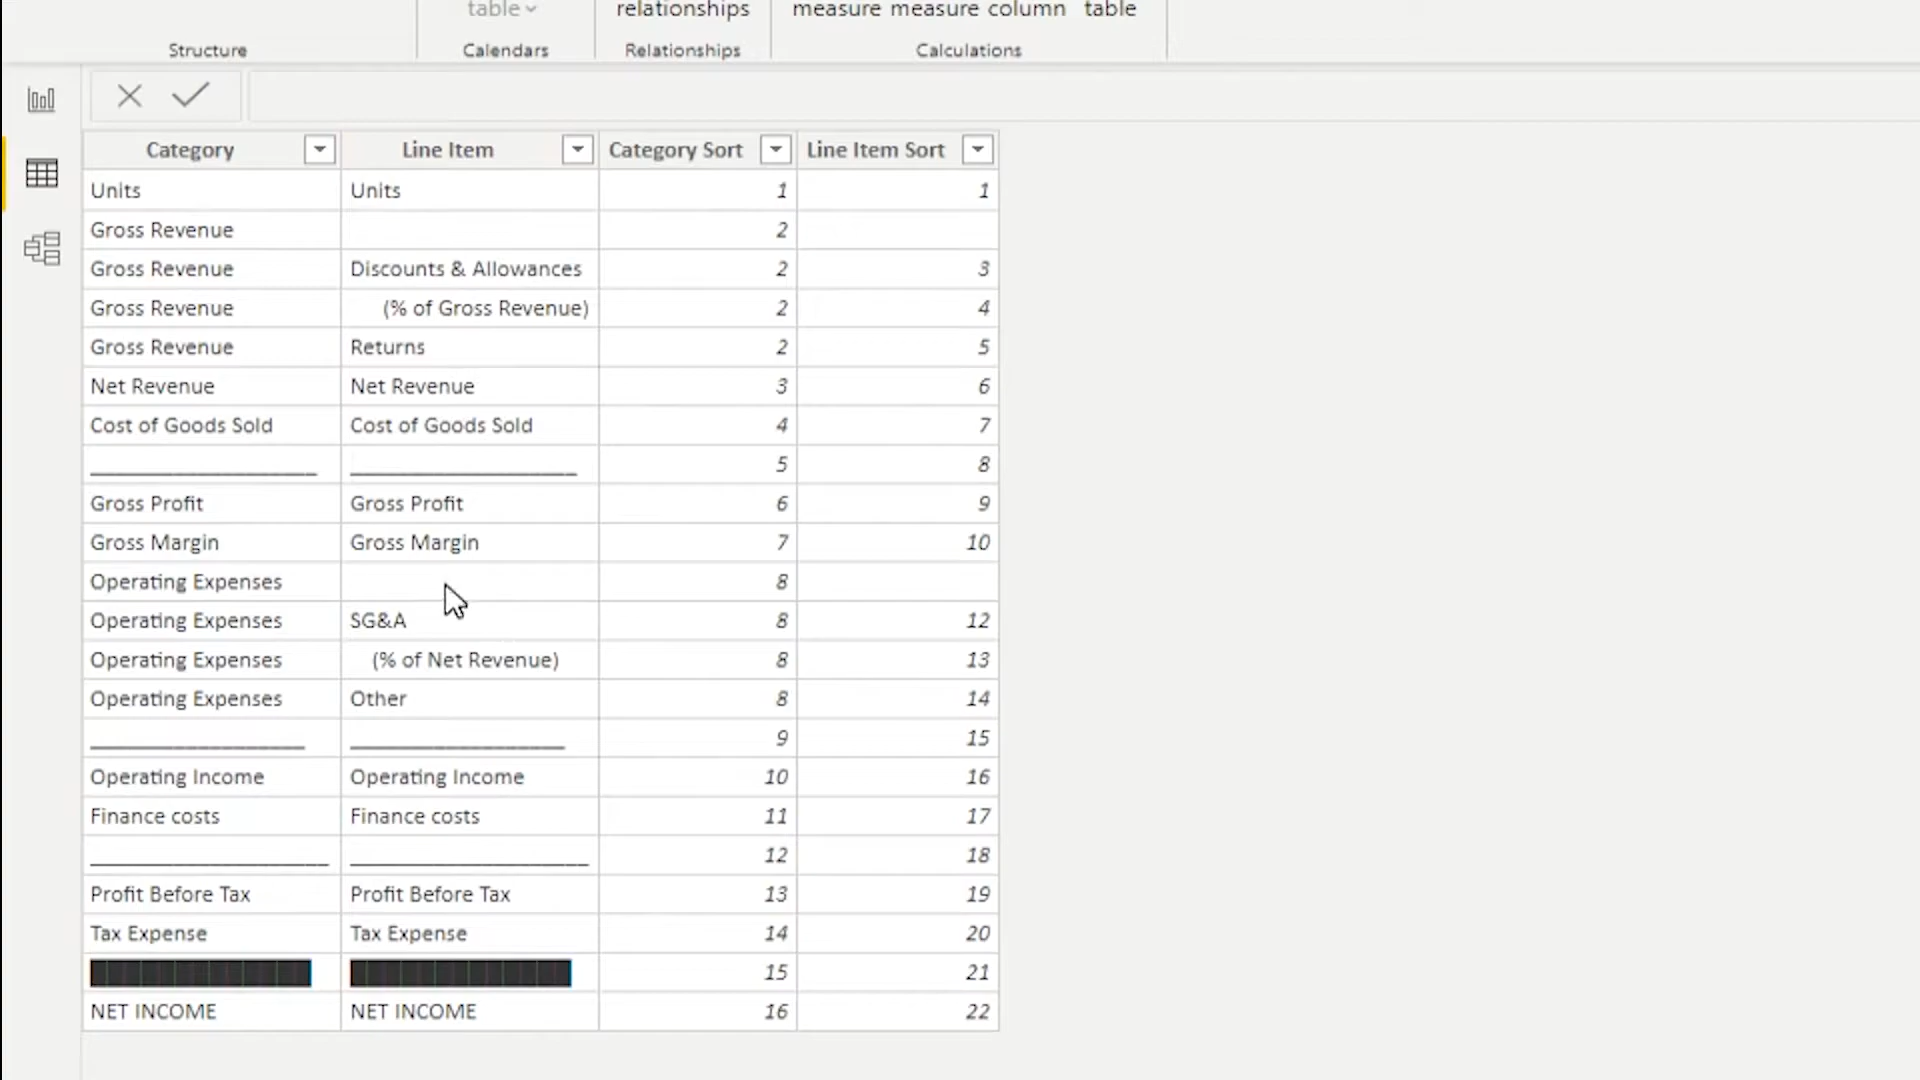 table relationships measure measure column table
Structure Calendars Relationships Calculations
Category Line Item Category Sort Line Item Sort
Units Units 1 1
Gross Revenue 2
Gross Revenue Discounts & Allowances 2 3
Gross Revenue (% of Gross Revenue) 2 4
Gross Revenue Returns 2 5
Net Revenue Net Revenue 3 6
Cost of Goods Sold Cost of Goods Sold 4 7
____________________ ____________________ 5 8
Gross Profit Gross Profit 6 9
Gross Margin Gross Margin 7 10
Operating Expenses 8
Operating Expenses SG&A 8 12
Operating Expenses (% of Net Revenue) 8 13
Operating Expenses Other 8 14
___________________ ___________________ 9 15
Operating Income Operating Income 10 16
Finance costs Finance costs 11 17
_____________________ _____________________ 12 18
Profit Before Tax Profit Before Tax 13 19
Tax Expense Tax Expense 14 20
15 21
NET INCOME NET INCOME 16 22